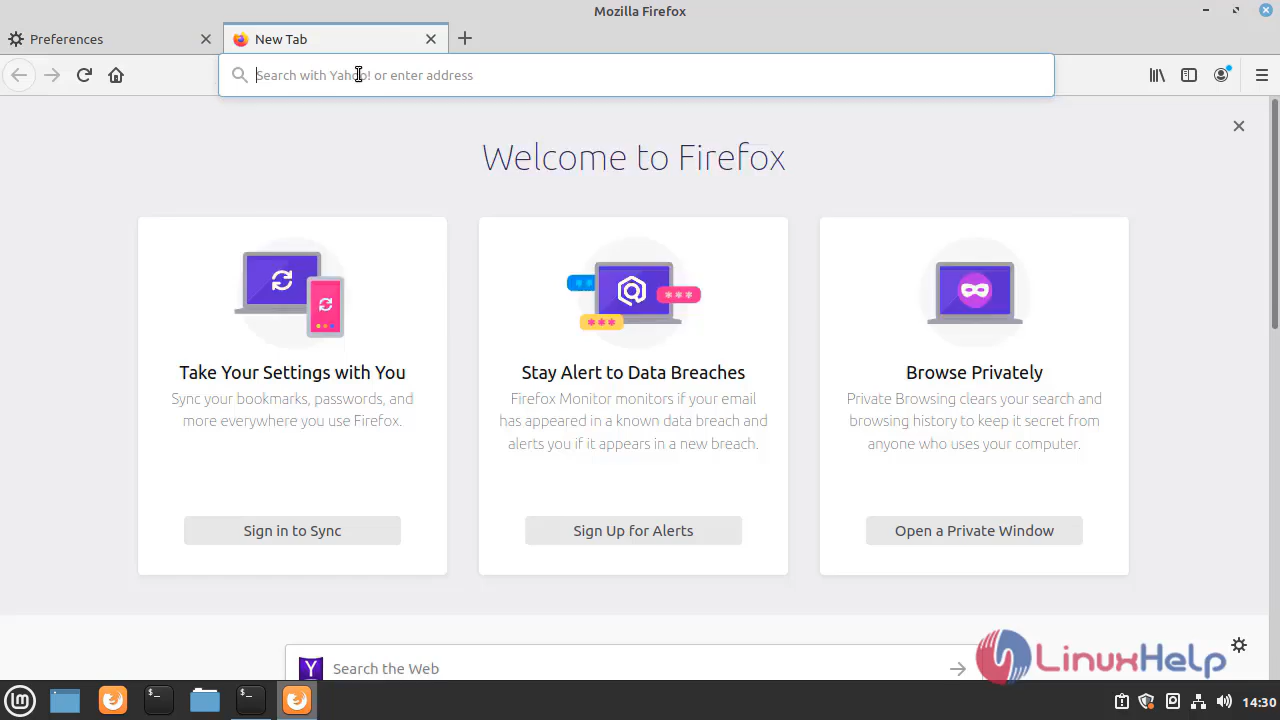 Mozilla Firefox
Preferences
New Tab
Search with Yahoo! or enter address
Welcome to Firefox
Take Your Settings with You
Sync your bookmarks, passwords, and
more everywhere you use Firefox.
Sign in to Sync
Stay Alert to Data Breaches
Firefox Monitor monitors if your email
has appeared in a known data breach and
alerts you if it appears in a new breach.
Sign Up for Alerts
Browse Privately
Private Browsing clears your search and
browsing history to keep it secret from
anyone who uses your computer.
Open a Private Window
Y
Search the Web
LinuxHelp
14:30